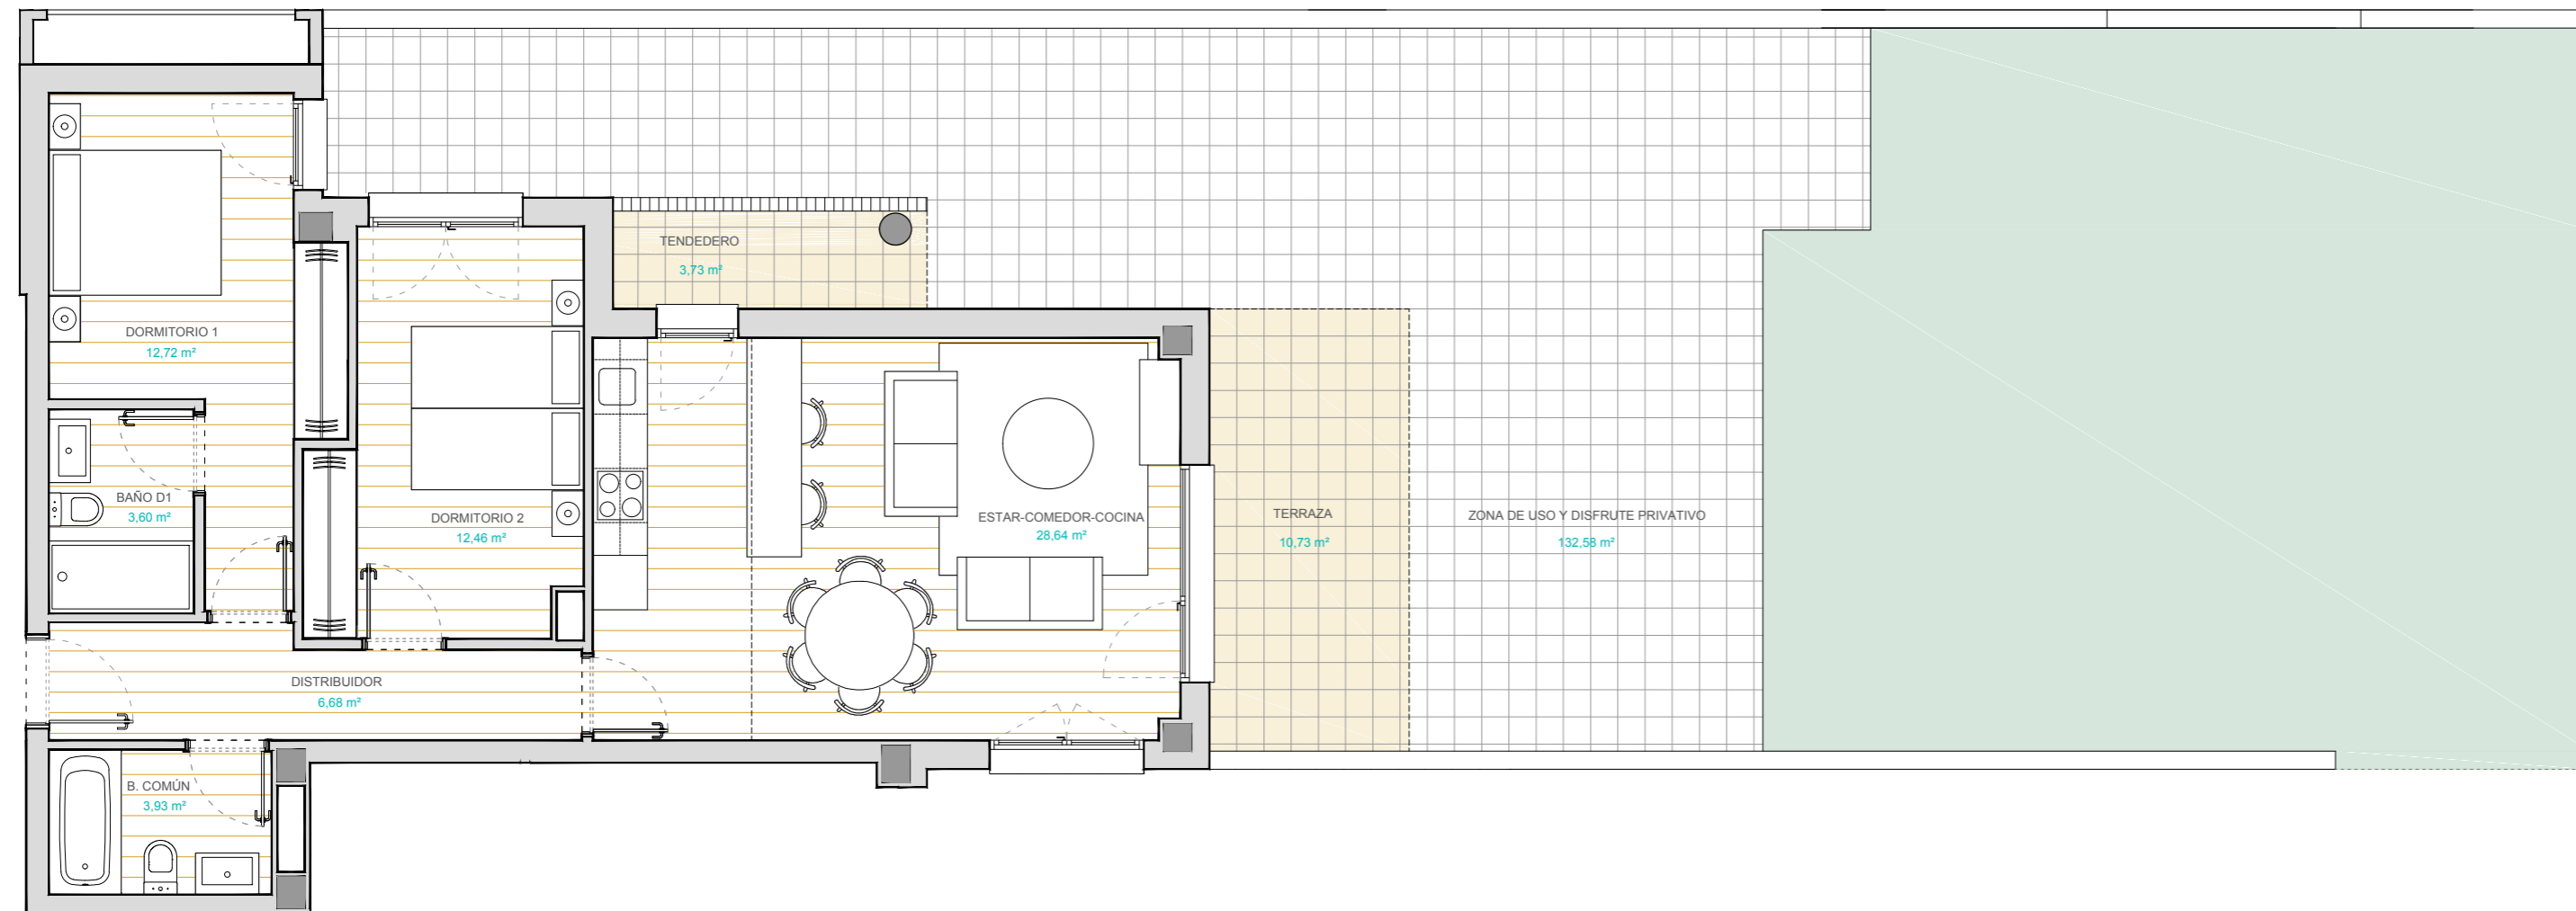 TENDEDERO
3,73 m²
DORMITORIO 1
12,72 m²
BAÑO D1
3,60 m²
DORMITORIO 2
12,46 m²
ESTAR-COMEDOR-COCINA
28,64 m²
TERRAZA
10,73 m²
ZONA DE USO Y DISFRUTE PRIVATIVO
132,58 m²
DISTRIBUIDOR
6,68 m²
B. COMÚN
3,93 m²